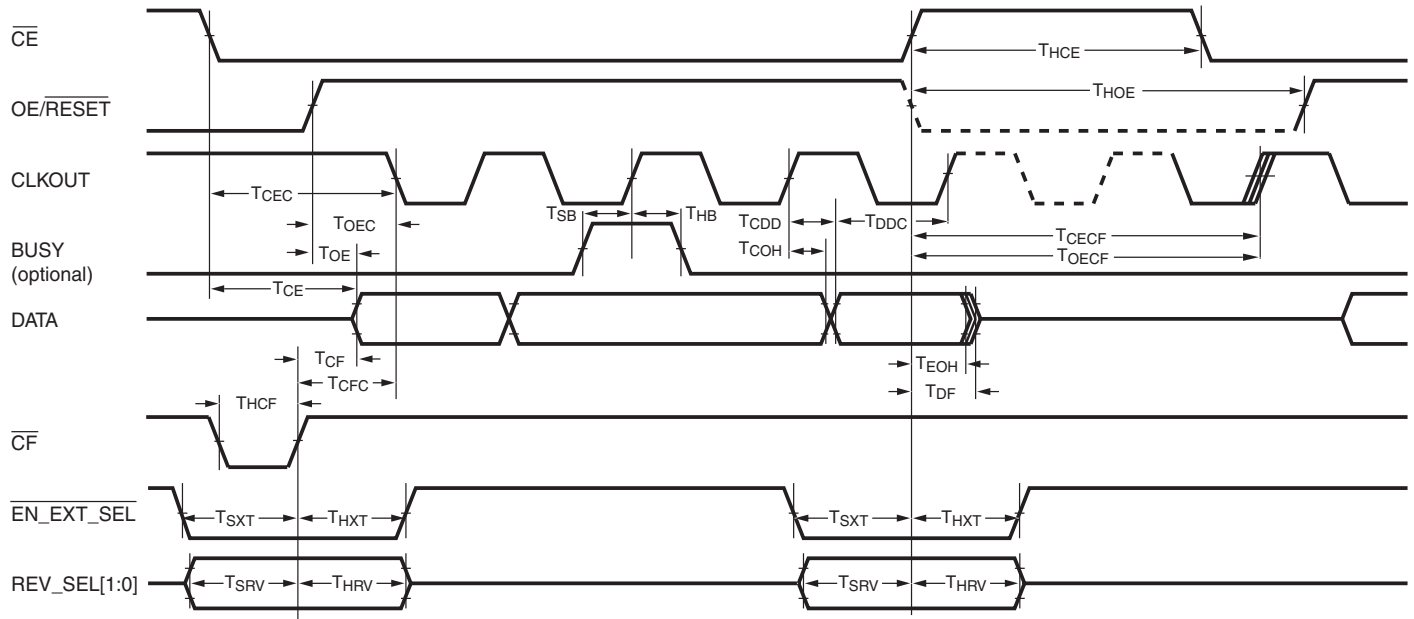 CE
THCE
OE/RESET
THOE
CLKOUT
TCEC
TSB THB
TCDD TDDC
TOEC
TCOH
TCECF
BUSY
(optional)
TOE
TOECF
TCE
DATA
TCF
TEOH
TCFC
TDF
THCF
CF
EN_EXT_SEL
TSXT THXT TSXT THXT
REV_SEL[1:0]
TSRV THRV TSRV THRV